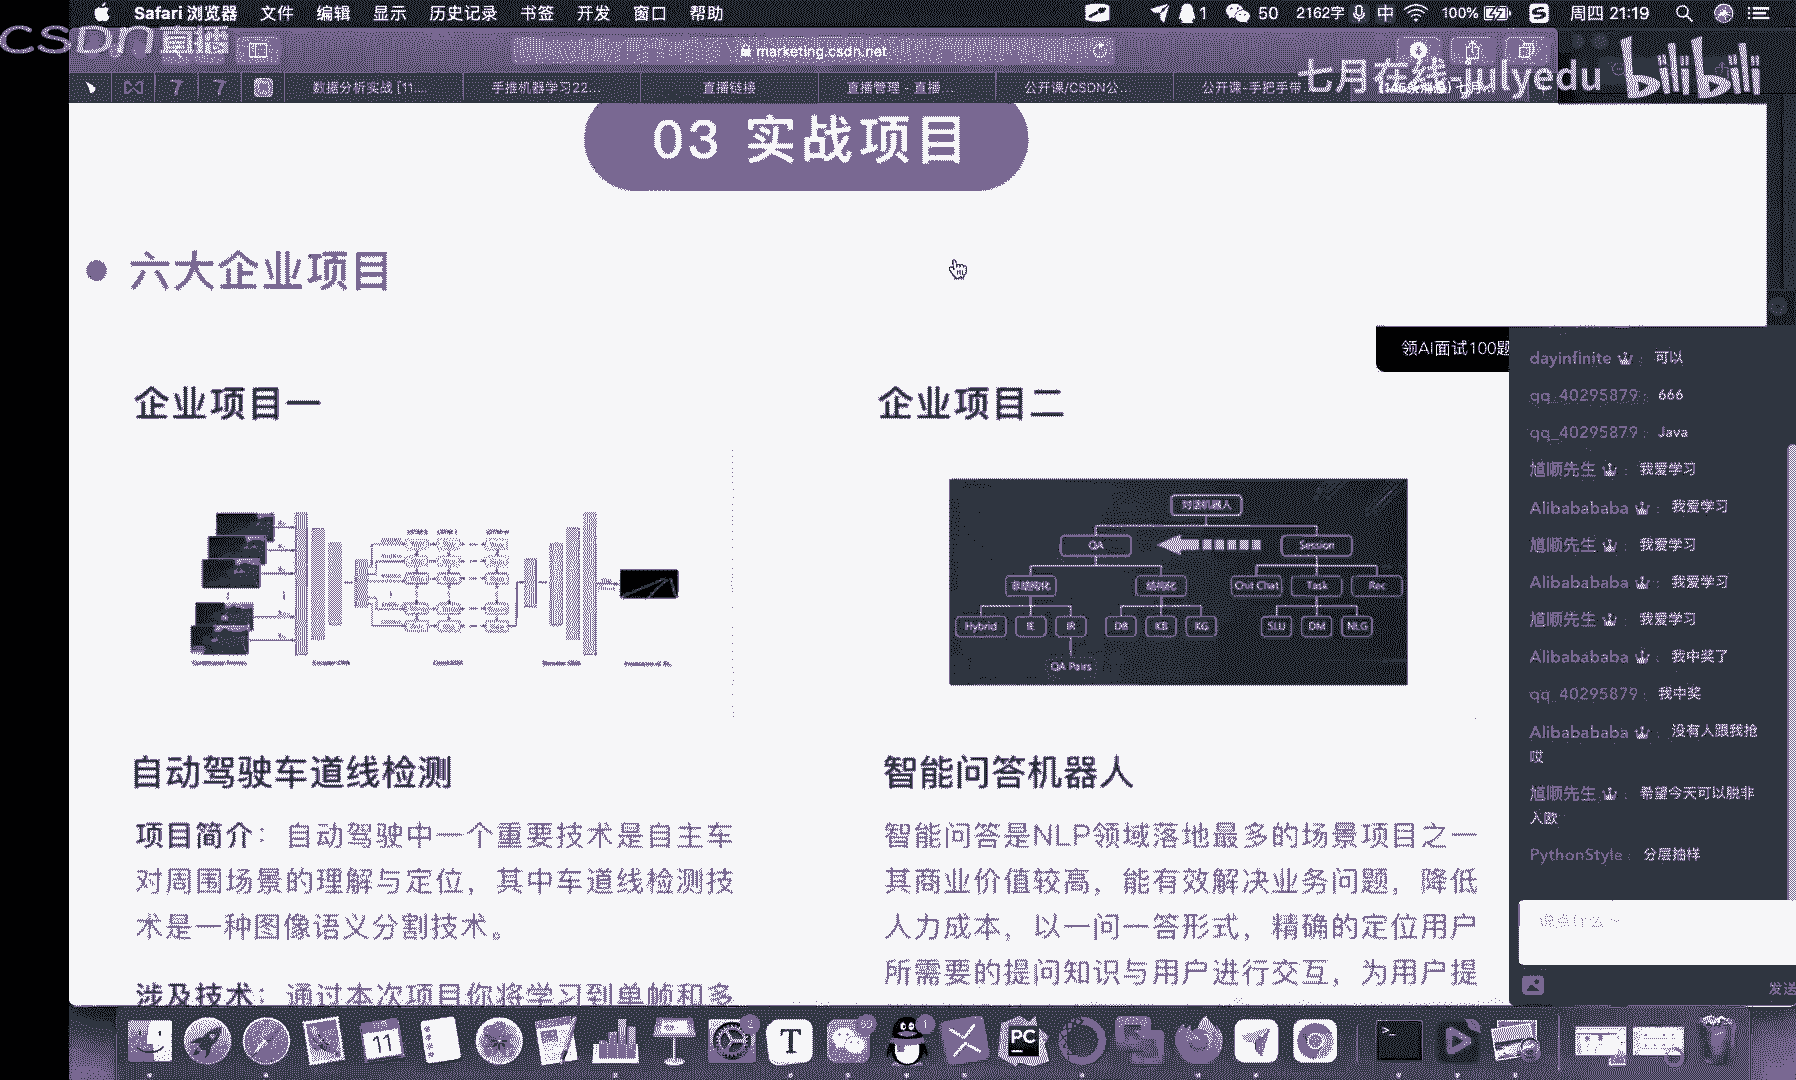 Safari 浏览器 文件 编辑 显示 历史记录 书签 开发 窗口 帮助
1 50 2162字 中 100% 周四 21:19
CSDN 直播
marketing.csdn.net
七月在线-julyedu bilibili
数据分析实战 [11.... 手推机器学习22... 直播链接 直播管理 - 直播... 公开课/CSDN公... 公开课-手把手带
03 实战项目
六大企业项目
领AI面试100题
企业项目一
企业项目二
对话机器人
QA Session
非结构化 结构化 Chit Chat Task Rec
Hybrid IE IR DB KB KG SLU DM NLG
QA Pairs
自动驾驶车道线检测
项目简介：自动驾驶中一个重要技术是自主车
对周围场景的理解与定位，其中车道线检测技
术是一种图像语义分割技术。
涉及技术：通过本次项目你将学习到单帧和多
智能问答机器人
智能问答是NLP领域落地最多的场景项目之一
其商业价值较高，能有效解决业务问题，降低
人力成本，以一问一答形式，精确的定位用户
所需要的提问知识与用户进行交互，为用户提
dayinfinite ： 可以
qq_40295879 ： 666
qq_40295879 ： Java
馗顺先生 ： 我爱学习
Alibabababa ： 我爱学习
馗顺先生 ： 我爱学习
Alibabababa ： 我爱学习
馗顺先生 ： 我爱学习
Alibabababa ： 我中奖了
qq_40295879 ： 我中奖
Alibabababa ： 没有人跟我抢
哎
馗顺先生 ： 希望今天可以脱非
入欧
PythonStyle ： 分层抽样
说点什么~
发送
11 T PC